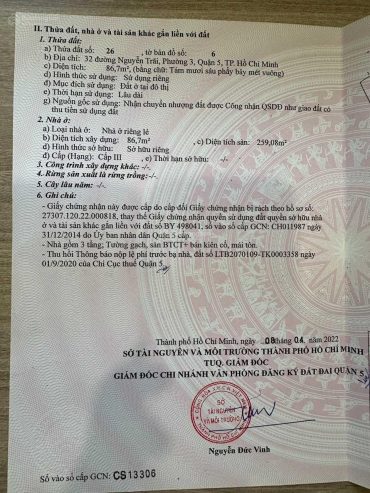 II. Thửa đất, nhà ở và tài sản khác gắn liền với đất
1. Thửa đất:
a) Thửa đất số: 26 , tờ bản đồ số: 6
b) Địa chỉ: 32 đường Nguyễn Trãi, Phường 3, Quận 5, TP. Hồ Chí Minh
c) Diện tích: 86,7m², (bằng chữ: Tám mươi sáu phẩy bảy mét vuông)
d) Hình thức sử dụng: Sử dụng riêng
đ) Mục đích sử dụng: Đất ở tại đô thị
e) Thời hạn sử dụng: Lâu dài
g) Nguồn gốc sử dụng: Nhận chuyển nhượng đất được Công nhận QSDĐ như giao đất có
thu tiền sử dụng đất
2. Nhà ở:
a) Loại nhà ở: Nhà ở riêng lẻ
b) Diện tích xây dựng: 86,7m² , c) Diện tích sàn: 259,08m²
d) Hình thức sở hữu: Sở hữu riêng
đ) Cấp (Hạng): Cấp III , e) Thời hạn sở hữu: -/-
3. Công trình xây dựng khác: -/-
4. Rừng sản xuất là rừng trồng: -/-
5. Cây lâu năm: -/-
6. Ghi chú:
- Giấy chứng nhận này được cấp do cấp đổi Giấy chứng nhận bị rách theo hồ sơ số:
27307.120.22.000818, thay thế Giấy chứng nhận quyền sử dụng đất quyền sở hữu nhà
ở và tài sản khác gắn liền với đất số BY 498041, số vào sổ cấp GCN: CH011987 ngày
31/12/2014 do Ủy ban nhân dân Quận 5 cấp.
- Nhà gồm 3 tầng; Tường gạch, sàn BTCT+ bán kiên cố, mái tôn.
- Thu hồi Thông báo nộp lệ phí trước bạ nhà, đất số LTB2070109-TK0003358 ngày
01/9/2020 của Chi Cục thuế Quận 5.
Thành phố Hồ Chí Minh, ngày 08 tháng 04 năm 2022
SỞ TÀI NGUYÊN VÀ MÔI TRƯỜNG THÀNH PHỐ HỒ CHÍ MINH
TUQ. GIÁM ĐỐC
GIÁM ĐỐC CHI NHÁNH VĂN PHÒNG ĐĂNG KÝ ĐẤT ĐAI QUẬN 5
SỞ
TÀI NGUYÊN
VÀ MÔI TRƯỜNG
Nguyễn Đức Vinh
Số vào sổ cấp GCN: CS13306